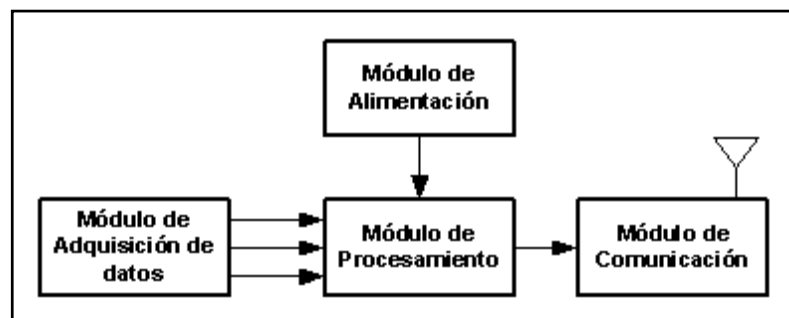 Módulo de
Alimentación
Módulo de
Adquisición de
datos
Módulo de
Procesamiento
Módulo de
Comunicación